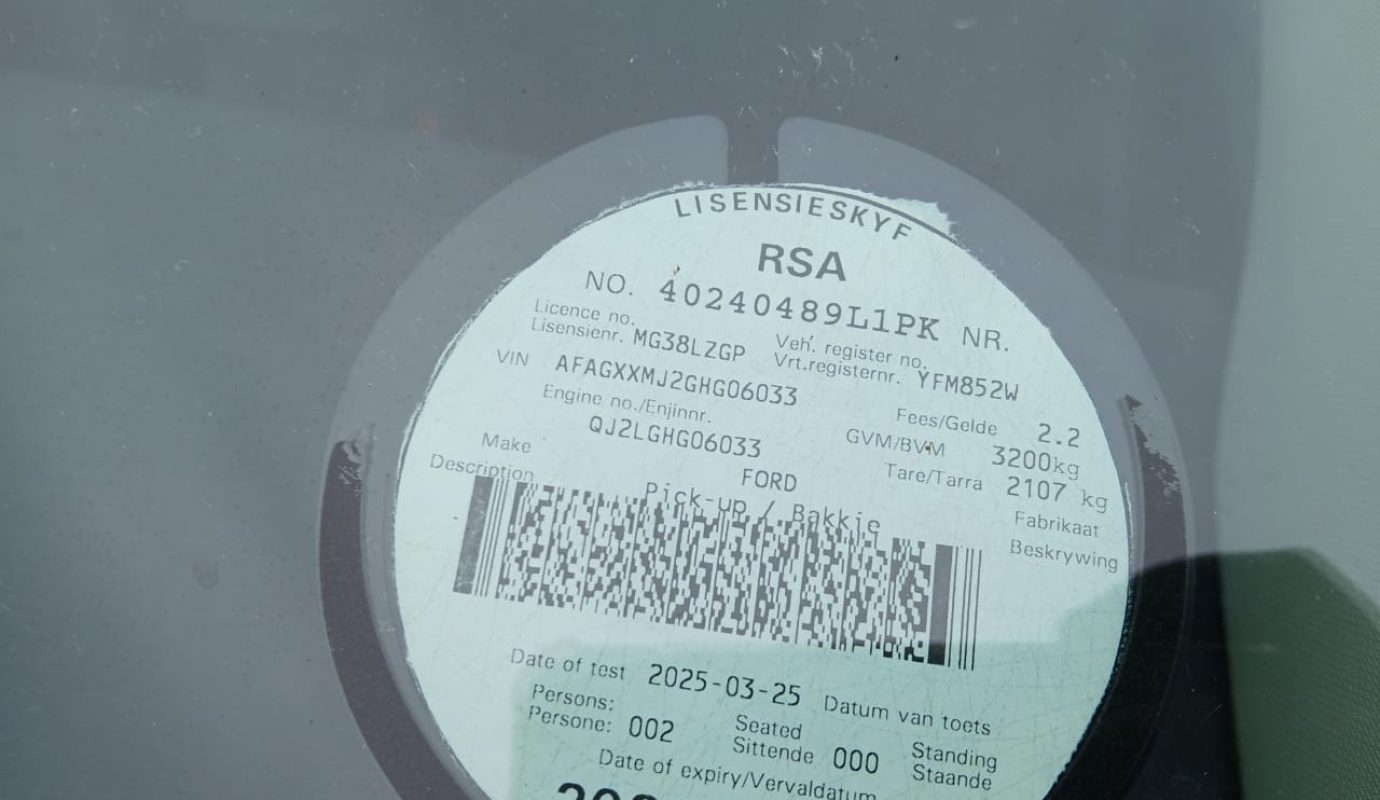 LISENSIESKYF
RSA
NO. 40240489L1PK NR.
Licence no. Veh. register no.
Lisensienr. MG38LZGP Vrt.registernr. YFM852W
VIN AFAGXXMJ2GHG06033
Engine no./Enjinnr. Fees/Gelde 2.2
QJ2LGHG06033 GVM/BVM 3200kg
Make FORD Tare/Tarra 2107 kg
Fabrikaat
Description Pick-up / Bakkie Beskrywing
Date of test 2025-03-25 Datum van toets
Persons: Seated Standing
Persone: 002 Sittende 000 Staande
Date of expiry/Vervaldatum